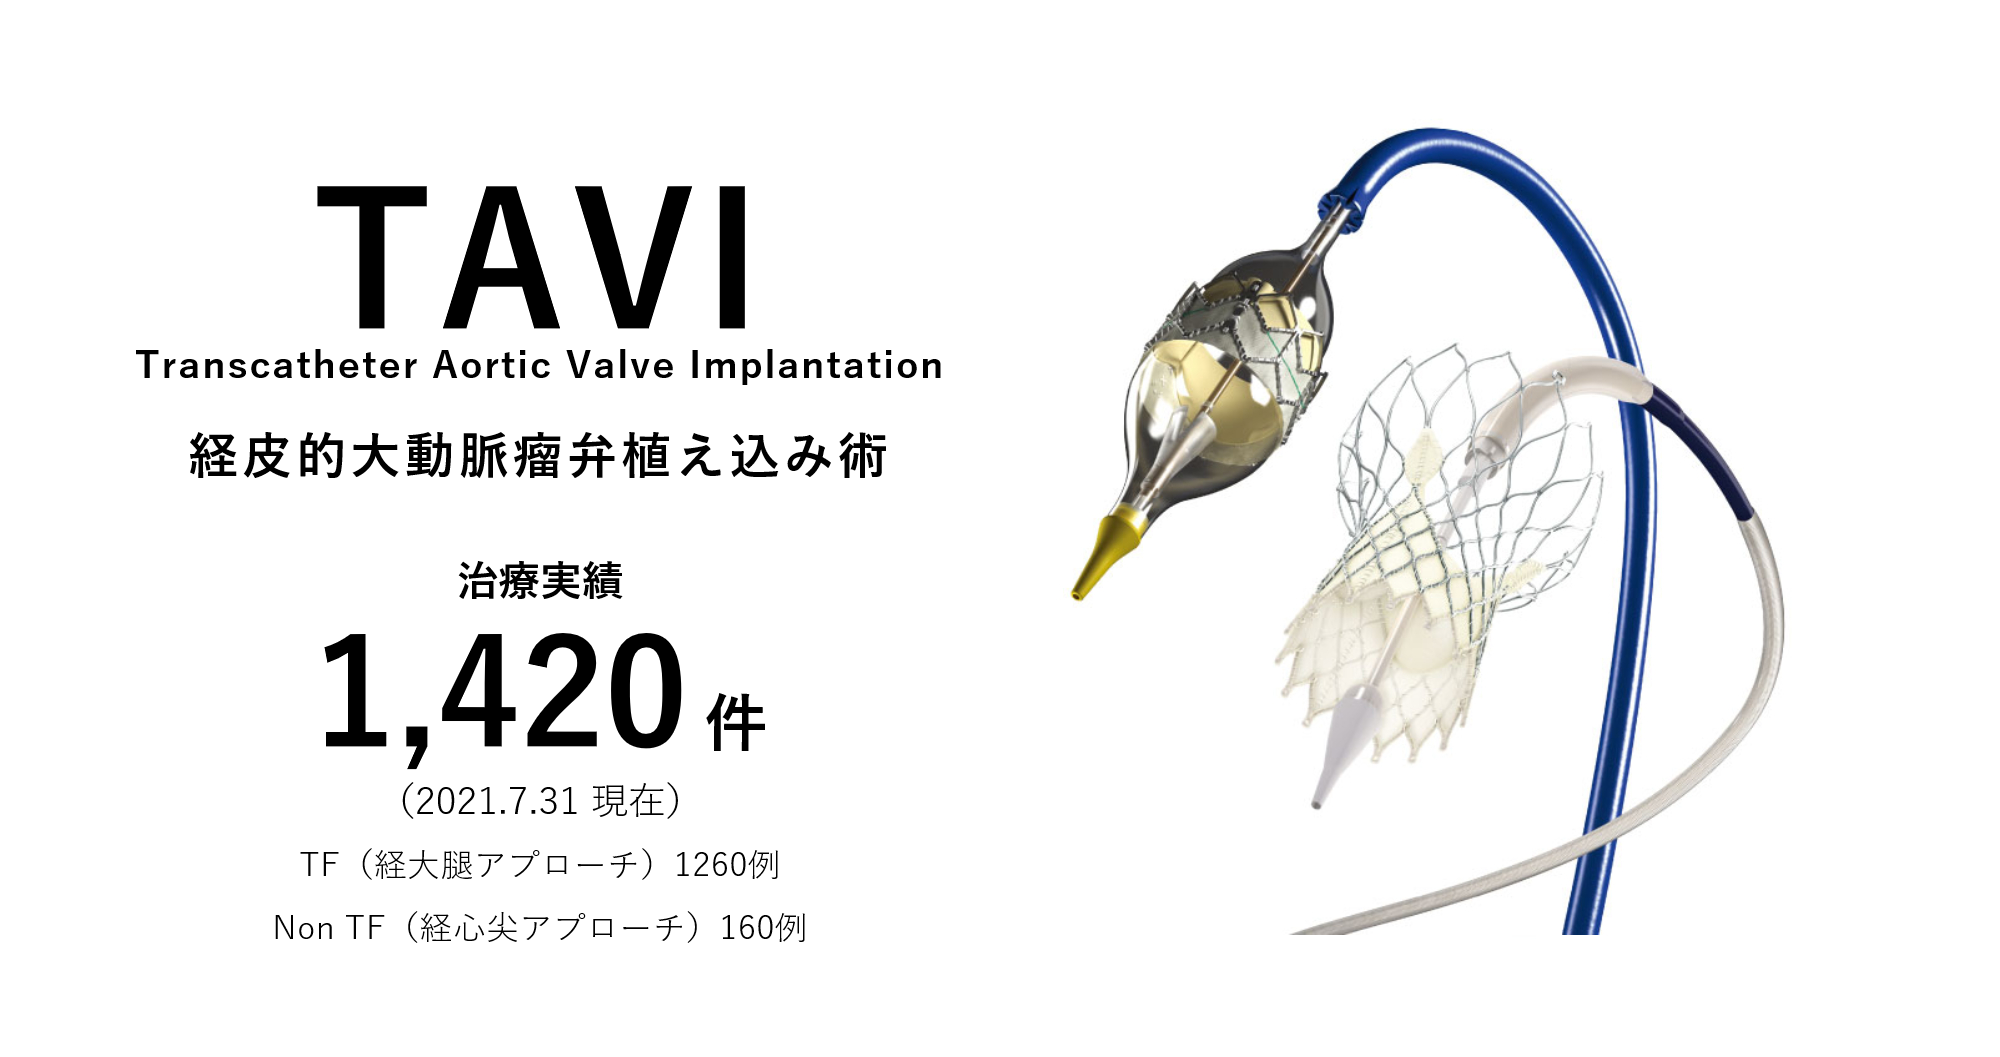 TAVI
Transcatheter Aortic Valve Implantation
経皮的大動脈瘤弁植え込み術
治療実績
1,420 件
（2021.7.31 現在）
TF（経大腿アプローチ）1260例
Non TF（経心尖アプローチ）160例